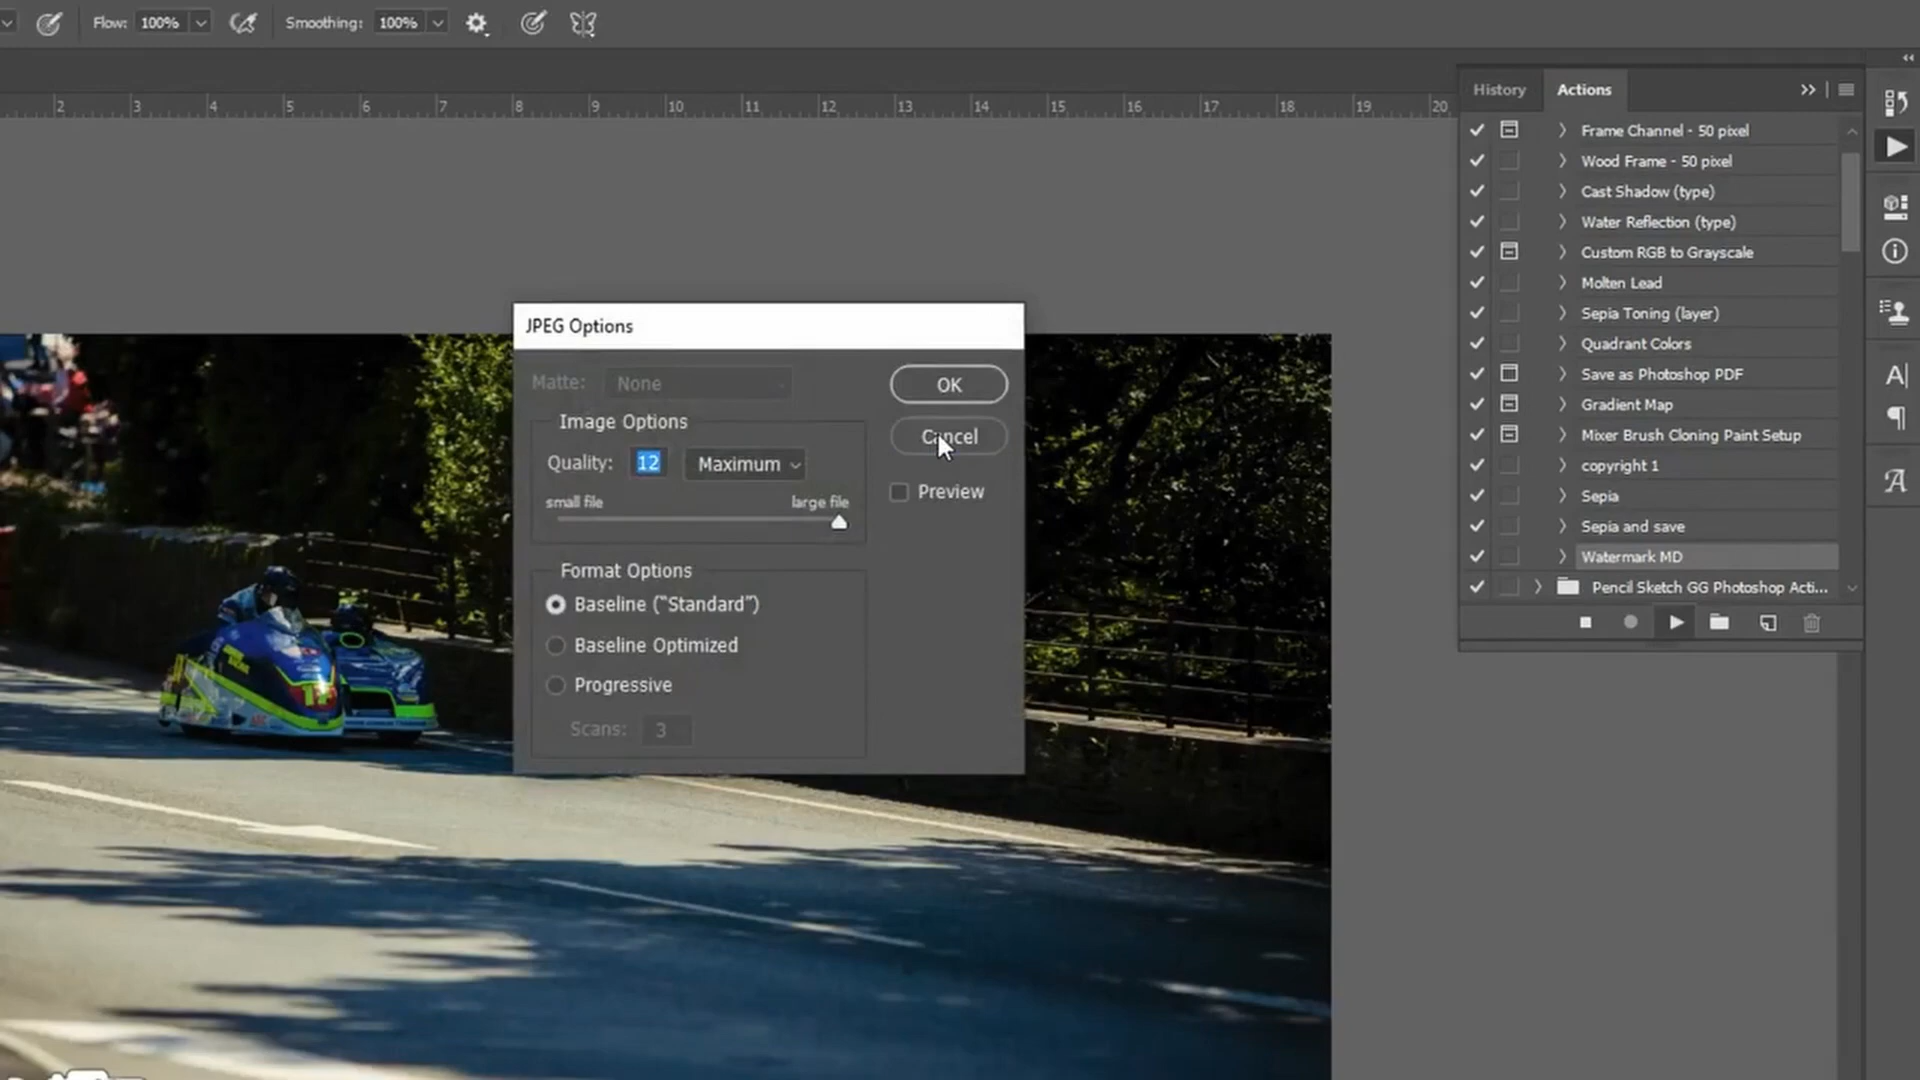 Flow: 100% Smoothing: 100%
2 3 4 5 6 7 8 9 10 11 12 13 14 15 16 17 18 19 20
History Actions
Frame Channel - 50 pixel
Wood Frame - 50 pixel
Cast Shadow (type)
Water Reflection (type)
Custom RGB to Grayscale
Molten Lead
Sepia Toning (layer)
Quadrant Colors
Save as Photoshop PDF
Gradient Map
Mixer Brush Cloning Paint Setup
copyright 1
Sepia
Sepia and save
Watermark MD
Pencil Sketch GG Photoshop Acti...
JPEG Options
Matte: None
OK
Image Options
Cancel
Quality: 12 Maximum
Preview
small file large file
Format Options
Baseline ("Standard")
Baseline Optimized
Progressive
Scans: 3